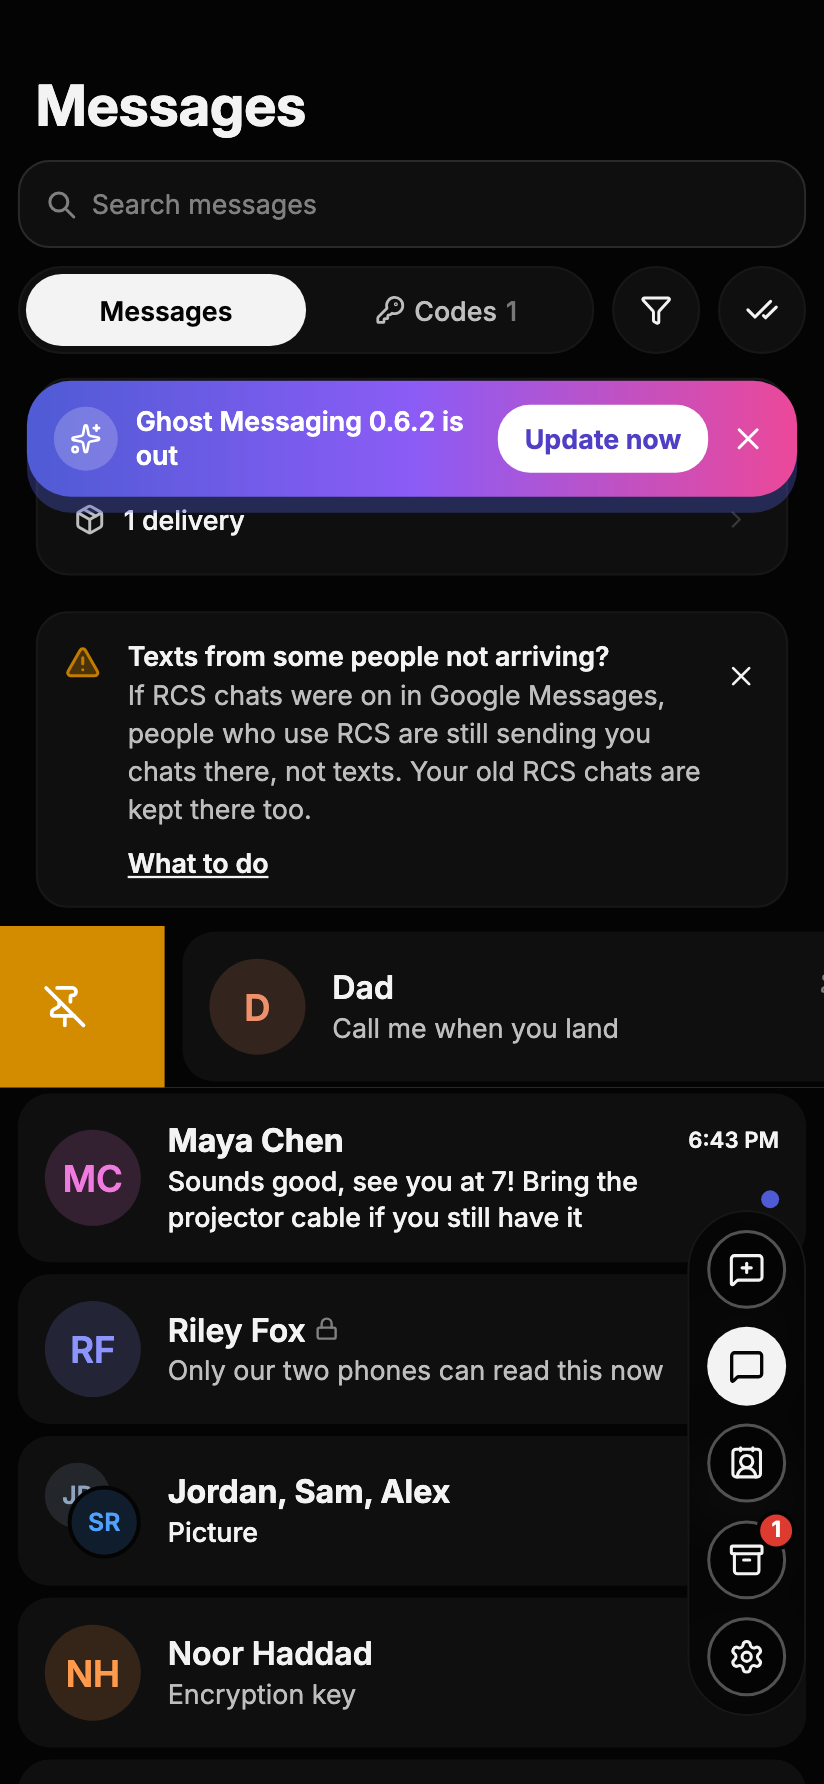 Messages
Search messages
Messages
Codes 1
Ghost Messaging 0.6.2 is
out
Update now
1 delivery
Texts from some people not arriving?
If RCS chats were on in Google Messages,
people who use RCS are still sending you
chats there, not texts. Your old RCS chats are
kept there too.
What to do
D
Dad
Call me when you land
MC
Maya Chen
6:43 PM
Sounds good, see you at 7! Bring the
projector cable if you still have it
RF
Riley Fox
Only our two phones can read this now
SR
Jordan, Sam, Alex
Picture
1
NH
Noor Haddad
Encryption key